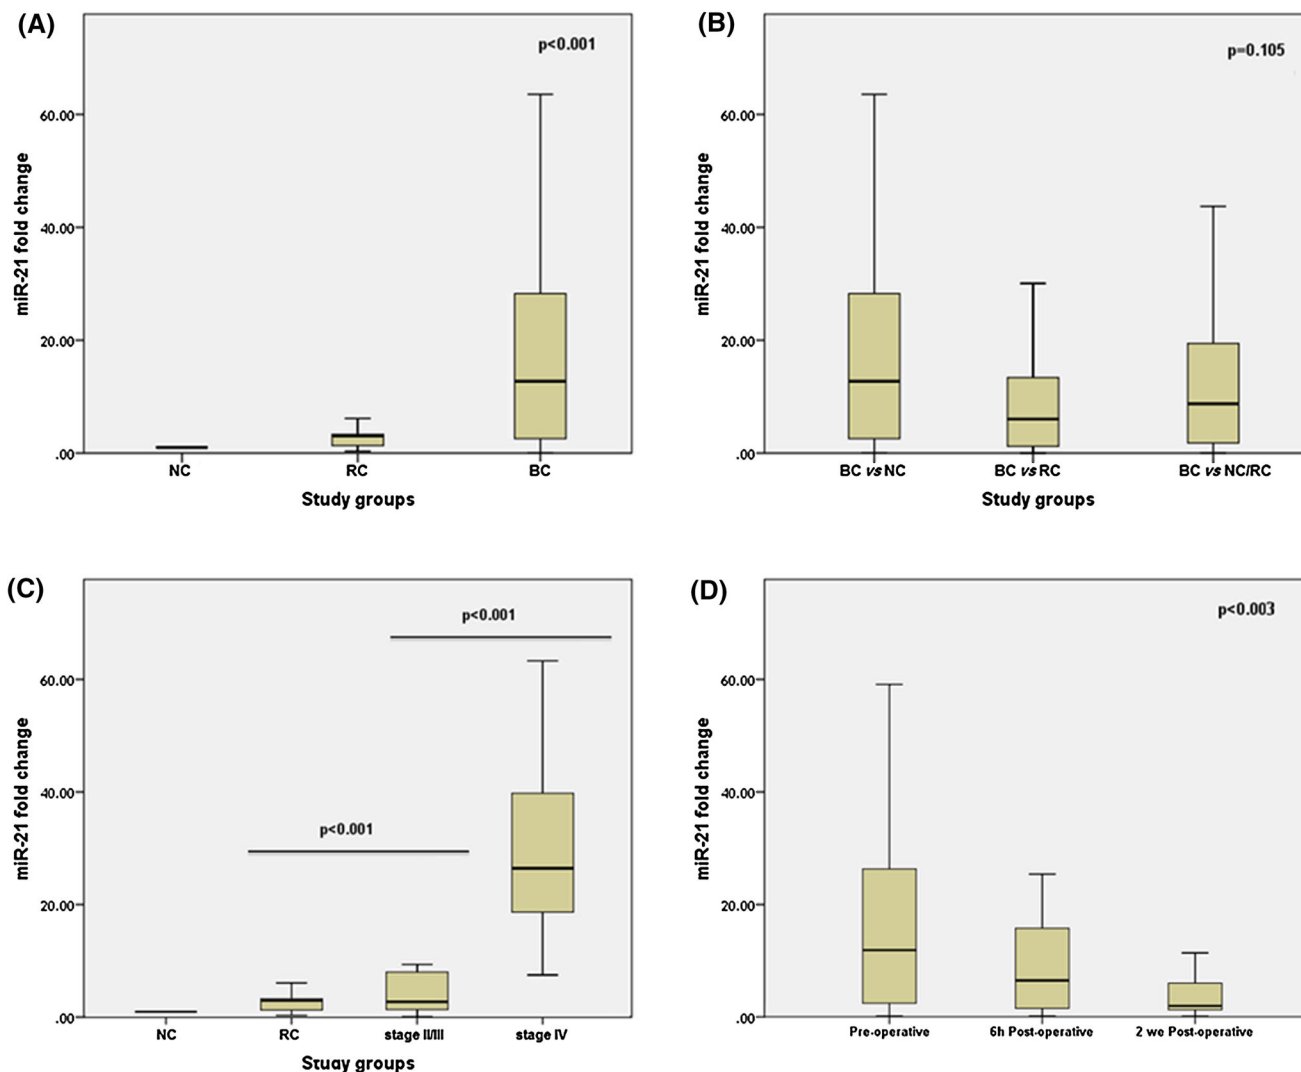 (A)
p<0.001
miR-21 fold change
60.00
40.00
20.00
.00
NC RC BC
Study groups
(B)
p=0.105
miR-21 fold change
60.00
40.00
20.00
.00
BC vs NC BC vs RC BC vs NC/RC
Study groups
(C)
p<0.001
p<0.001
miR-21 fold change
60.00
40.00
20.00
.00
NC RC stage II/III stage IV
Study groups
(D)
p<0.003
miR-21 fold change
60.00
40.00
20.00
.00
Pre-operative 6h Post-operative 2 we Post-operative